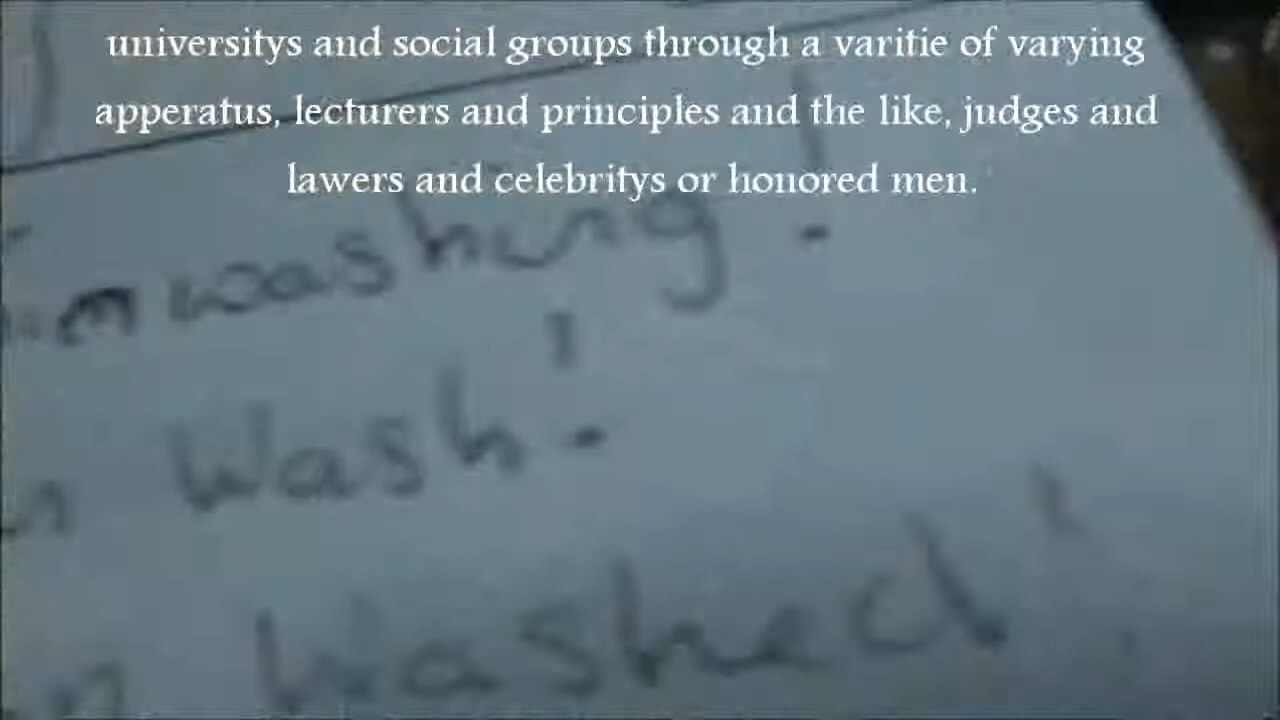 universitys and social groups through a varitie of varying
apperatus, lecturers and principles and the like, judges and
lawers and celebritys or honored men.
washing!
Wash!
Washed!